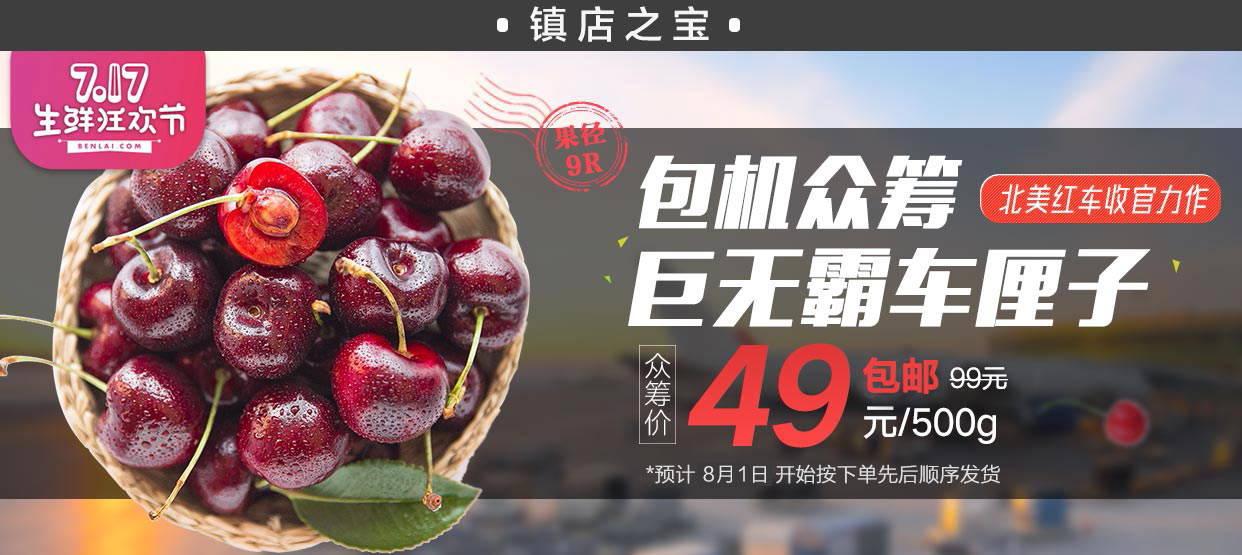 ·镇店之宝·
7.17
生鲜狂欢节
BENLAI.COM
果径
9R
包机众筹
北美红车收官力作
巨无霸车厘子
众筹价
49
包邮 99元
元/500g
*预计 8月1日 开始按下单先后顺序发货